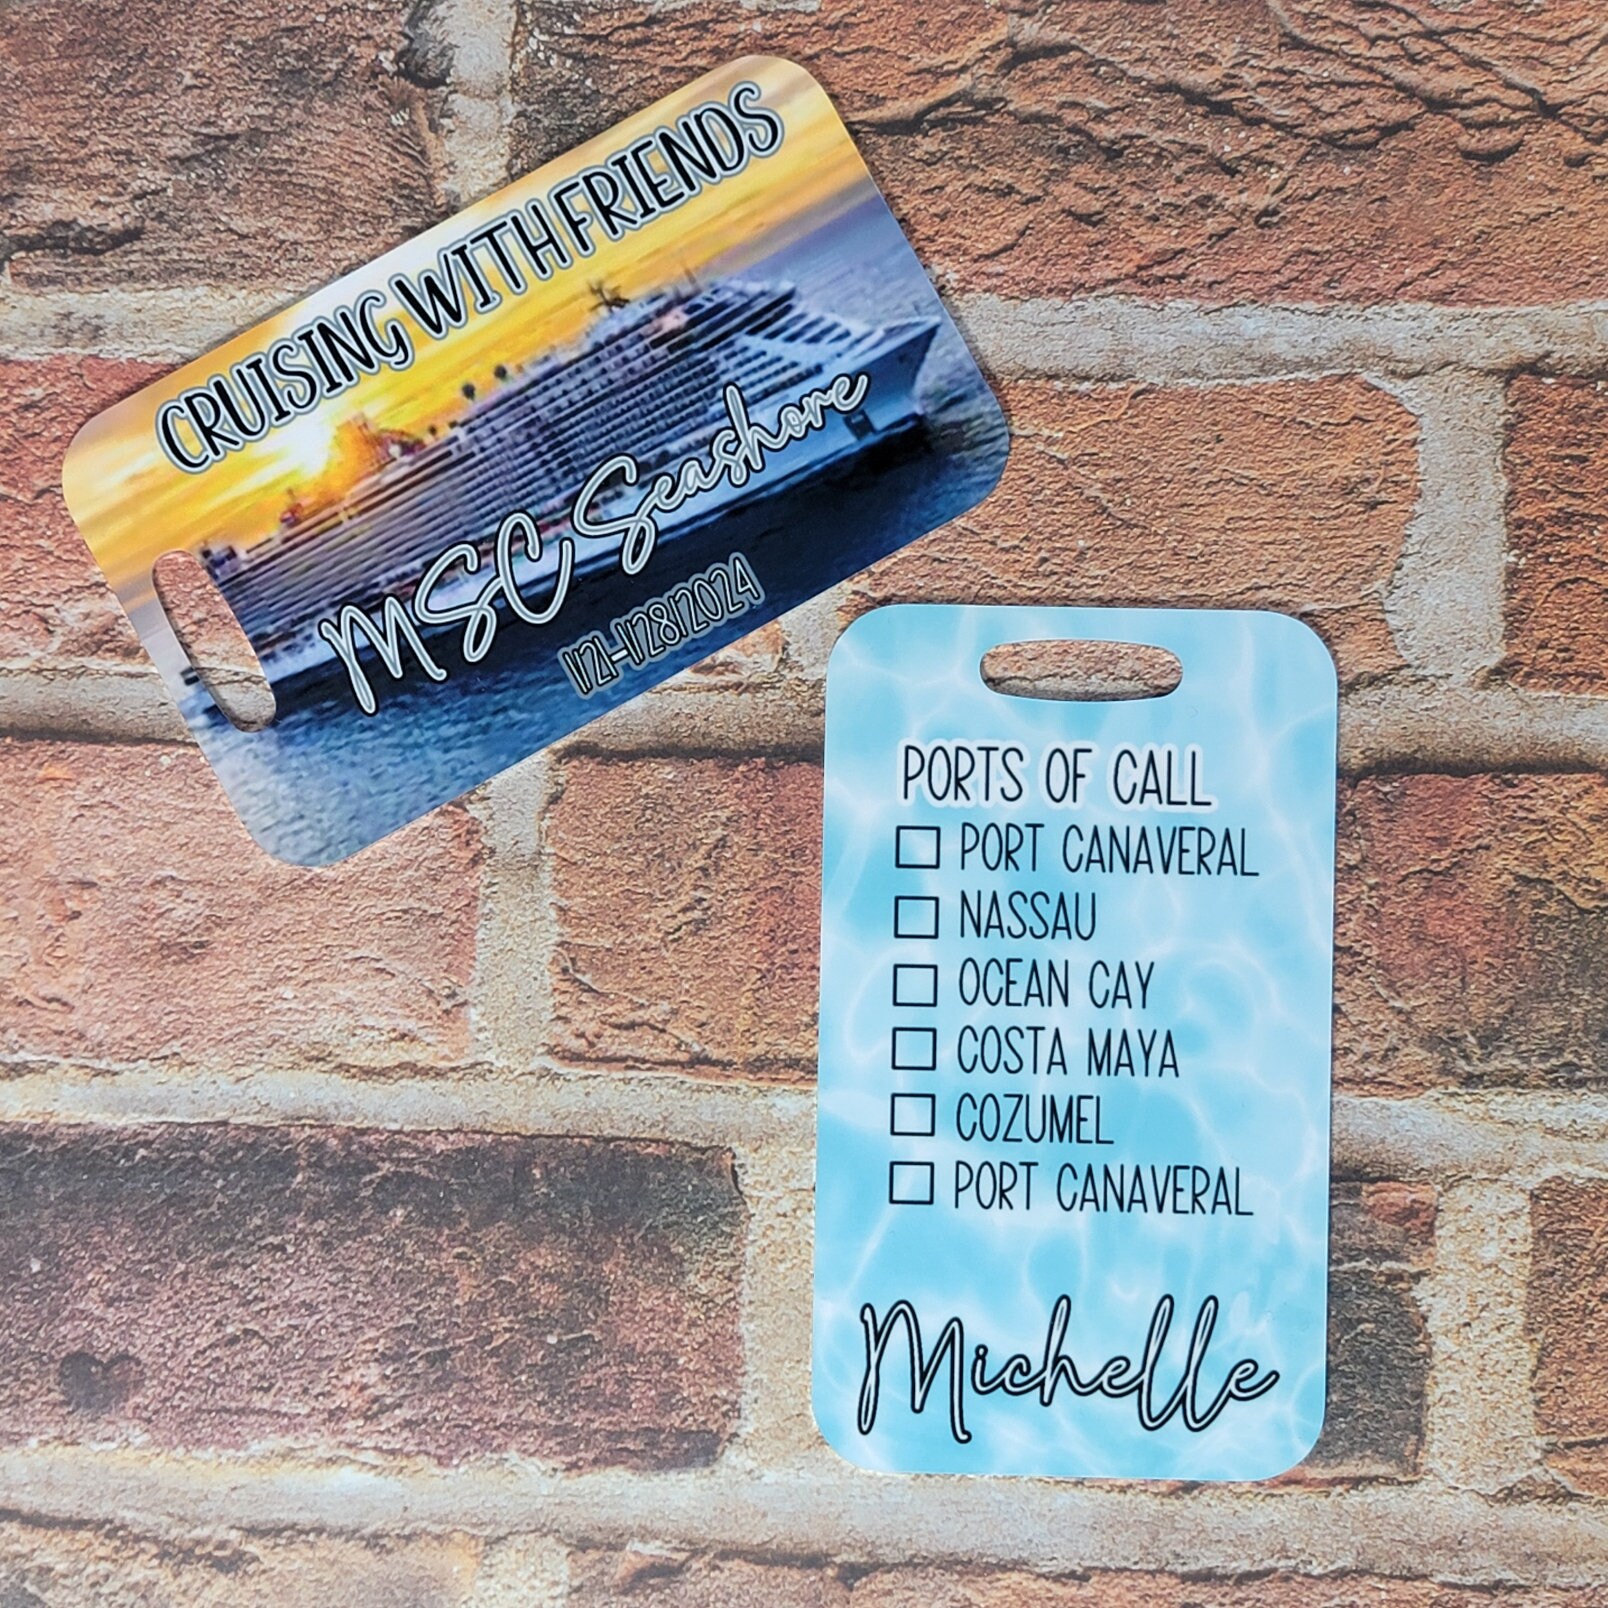 CRUISING WITH FRIENDS
MSC Seashore
1/21-1/28/2024
PORTS OF CALL
PORT CANAVERAL
NASSAU
OCEAN CAY
COSTA MAYA
COZUMEL
PORT CANAVERAL
Michelle